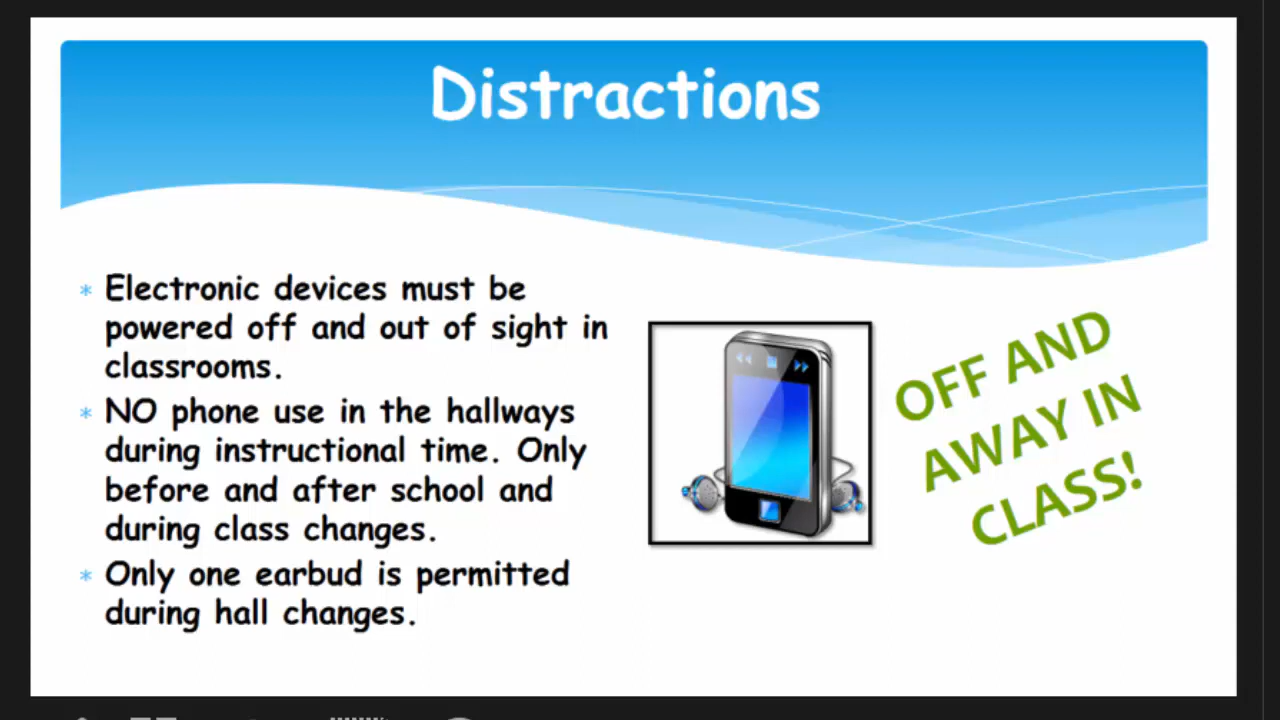 Distractions
* Electronic devices must be
powered off and out of sight in
classrooms.
* NO phone use in the hallways
during instructional time. Only
before and after school and
during class changes.
* Only one earbud is permitted
during hall changes.
OFF AND
AWAY IN
CLASS!